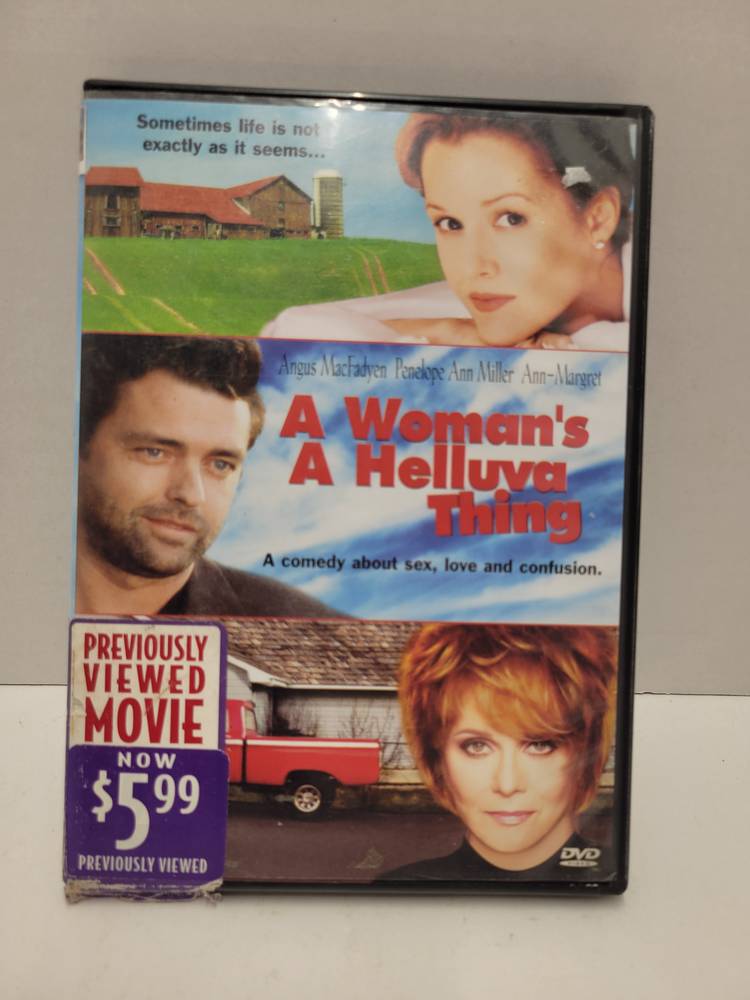 Sometimes life is not
exactly as it seems...
Angus MacFadyen Penelope Ann Miller Ann-Margret
A Woman's
A Helluva
Thing
A comedy about sex, love and confusion.
PREVIOUSLY
VIEWED
MOVIE
NOW
$5.99
PREVIOUSLY VIEWED
DVD
VIDEO